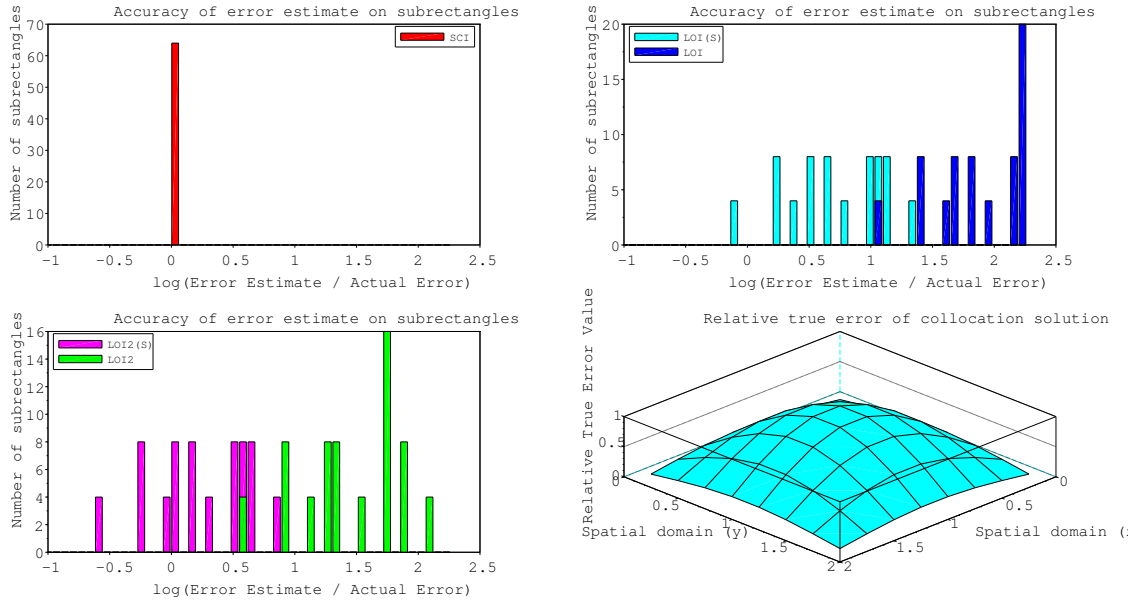 Accuracy of error estimate on subrectangles
Number of subrectangles
70
60
50
40
30
20
10
0
SCI
-1 -0.5 0 0.5 1 1.5 2 2.5
log(Error Estimate / Actual Error)
Accuracy of error estimate on subrectangles
Number of subrectangles
20
15
10
5
0
LOI(S)
LOI
-1 -0.5 0 0.5 1 1.5 2 2.5
log(Error Estimate / Actual Error)
Accuracy of error estimate on subrectangles
Number of subrectangles
16
14
12
10
8
6
4
2
0
LOI2(S)
LOI2
-1 -0.5 0 0.5 1 1.5 2 2.5
log(Error Estimate / Actual Error)
Relative true error of collocation solution
Relative True Error Value
1
0.5
0
0
0.5
1
1.5
2
Spatial domain (y)
0
0.5
1
1.5
2
Spatial domain (